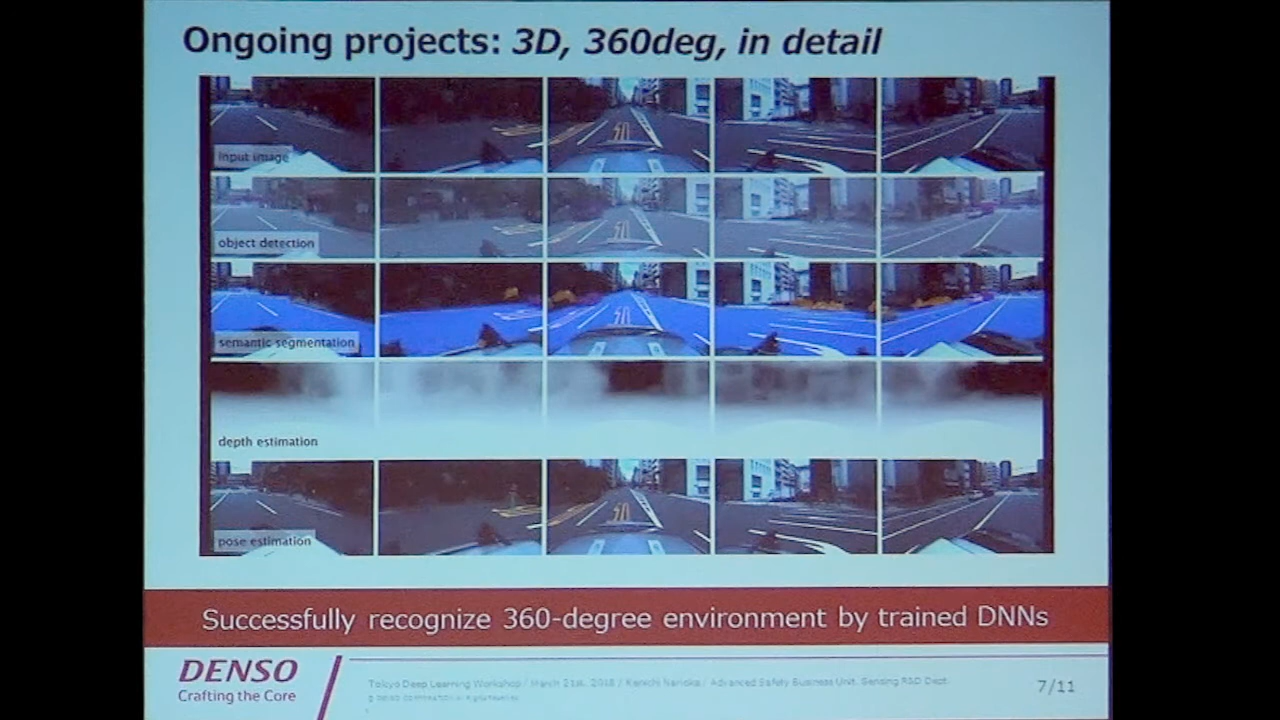 Ongoing projects: 3D, 360deg, in detail
input image
object detection
semantic segmentation
depth estimation
pose estimation
Successfully recognize 360-degree environment by trained DNNs
DENSO
Crafting the Core
Tokyo Deep Learning Workshop / March 21st, 2018 / Kenichi / Advanced Safety Business Unit, Sensing R&D Dept.
7/11